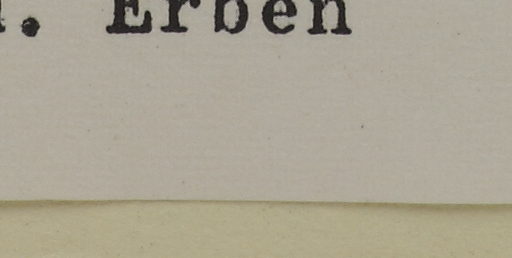 . Erben